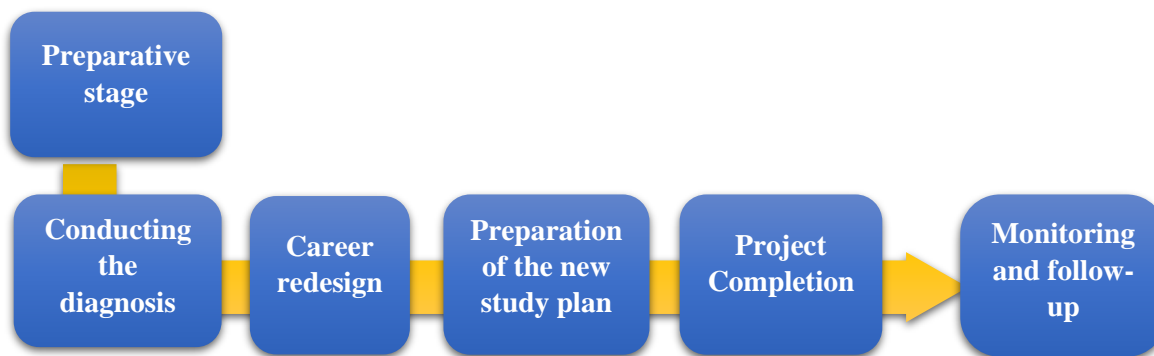 Preparative
stage
Conducting
the
diagnosis
Career
redesign
Preparation
of the new
study plan
Project
Completion
Monitoring
and follow-
up